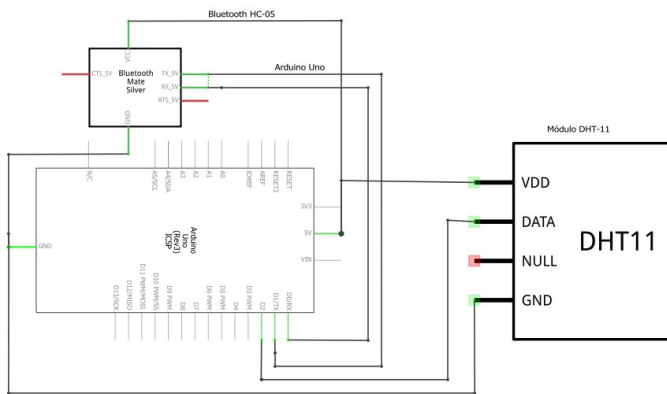 Bluetooth HC-05
VCC
CTS_5V
Bluetooth
Mate
Silver
TX_5V
RX_5V
RTS_5V
GND
Arduino Uno
Módulo DHT-11
N/C
A5/SCL
A4/SDA
A3
A2
A1
A0
IOREF
AREF
RESET2
RESET
3V3
5V
VIN
GND
Arduino
Uno
(Rev3)
ICSP
D13/SCK
D12/MISO
D11 PWM/MOSI
D10 PWM/SS
D9 PWM
D8
D7
D6 PWM
D5 PWM
D4
D3 PWM
D2
D1/TX
D0/RX
VDD
DATA
NULL
GND
DHT11